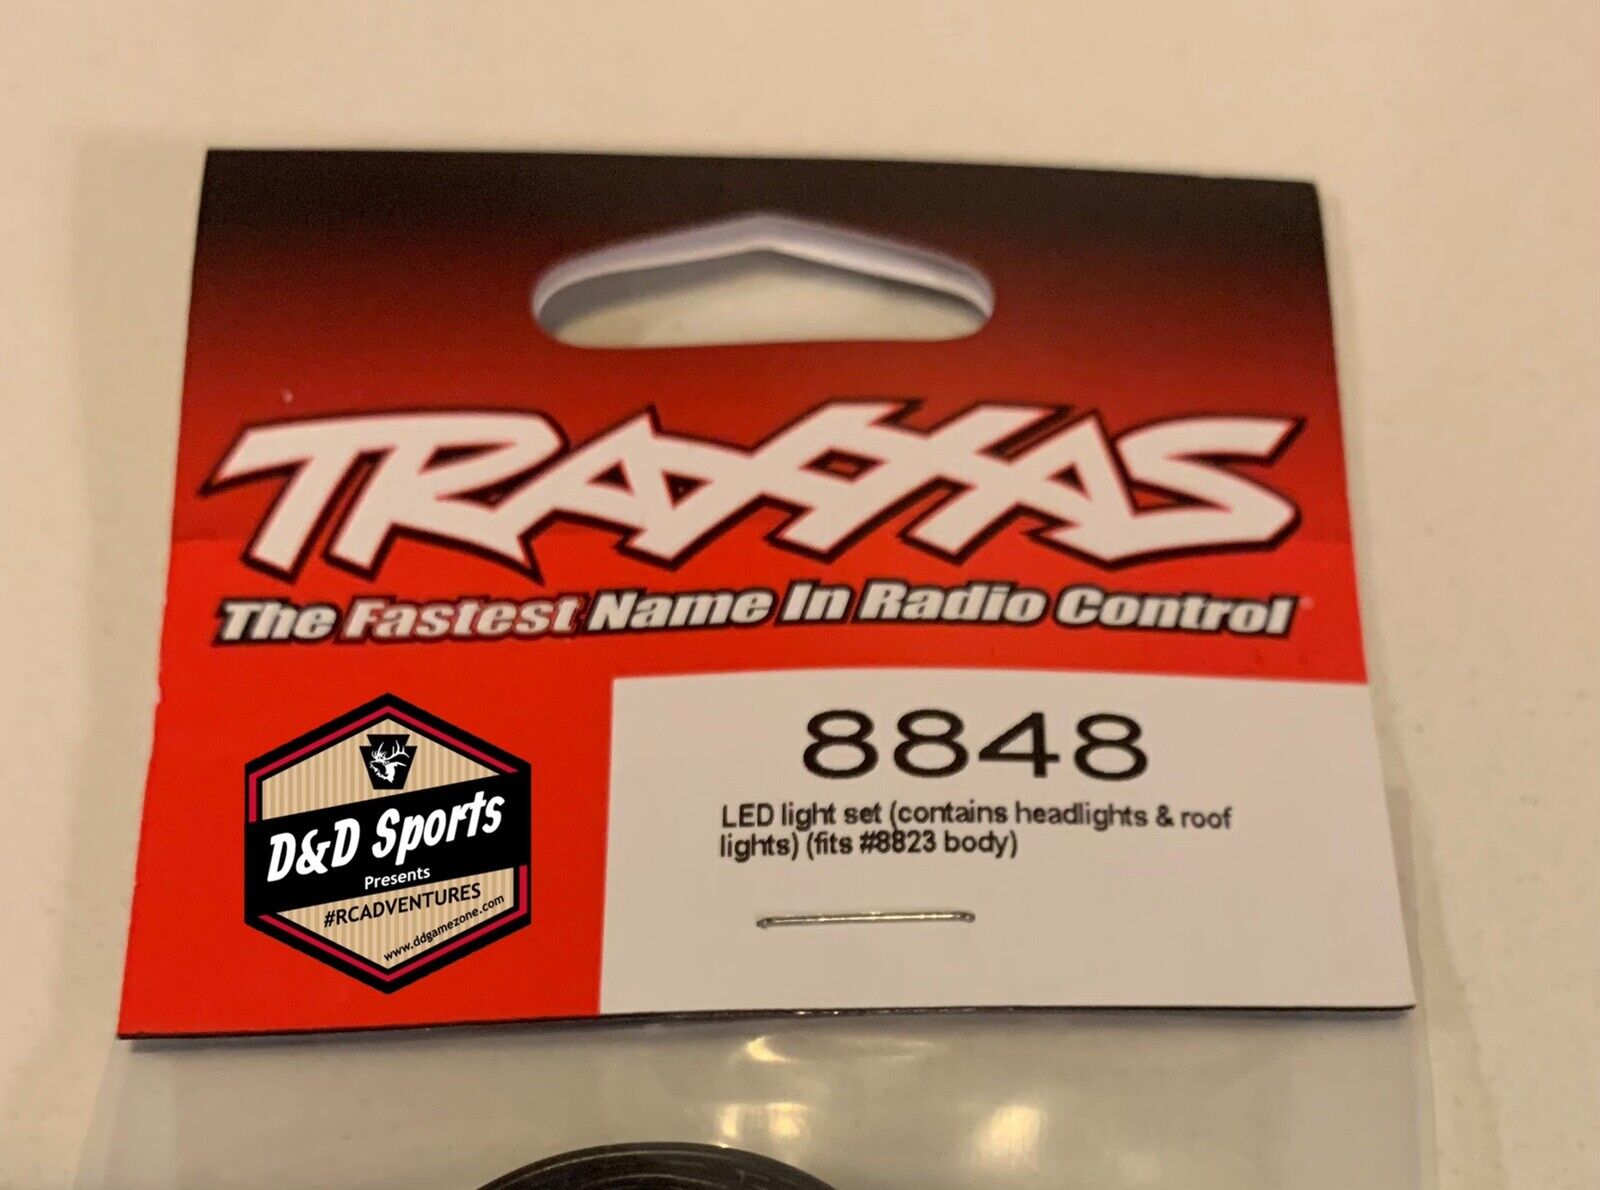 TRAXXAS
The Fastest Name In Radio Control
D&D Sports
Presents
#RCADVENTURES
www.ddgamezone.com
8848
LED light set (contains headlights & roof
lights) (fits #8823 body)